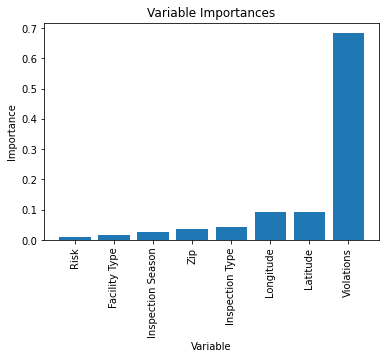 Variable Importances
Importance
0.7
0.6
0.5
0.4
0.3
0.2
0.1
0.0
Risk
Facility Type
Inspection Season
Zip
Inspection Type
Longitude
Latitude
Violations
Variable